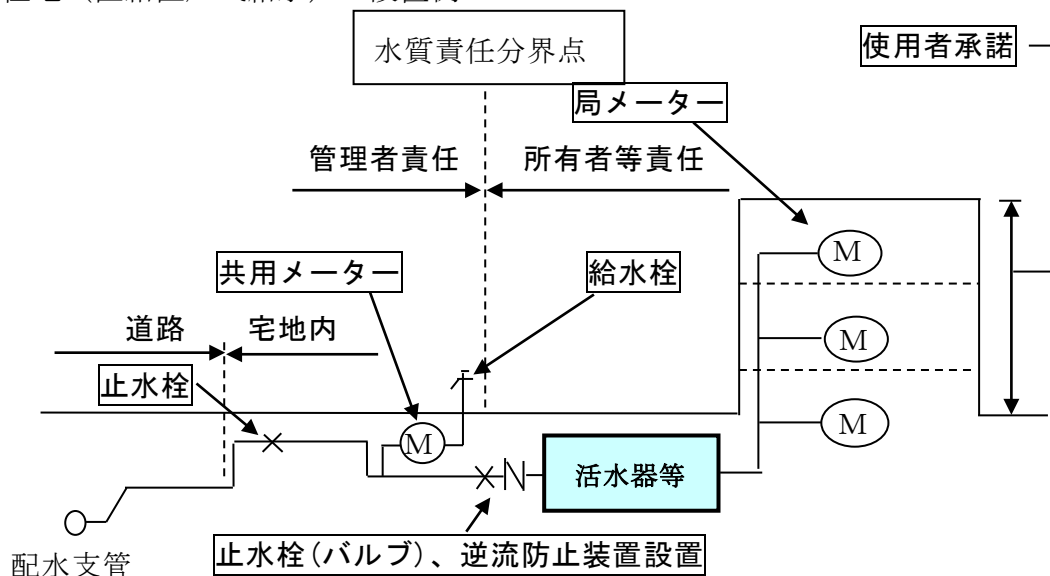 水質責任分界点
使用者承諾
局メーター
管理者責任
所有者等責任
共用メーター
給水栓
M
道路
宅地内
止水栓
M
M
M
活水器等
止水栓(バルブ)、逆流防止装置設置
配水支管